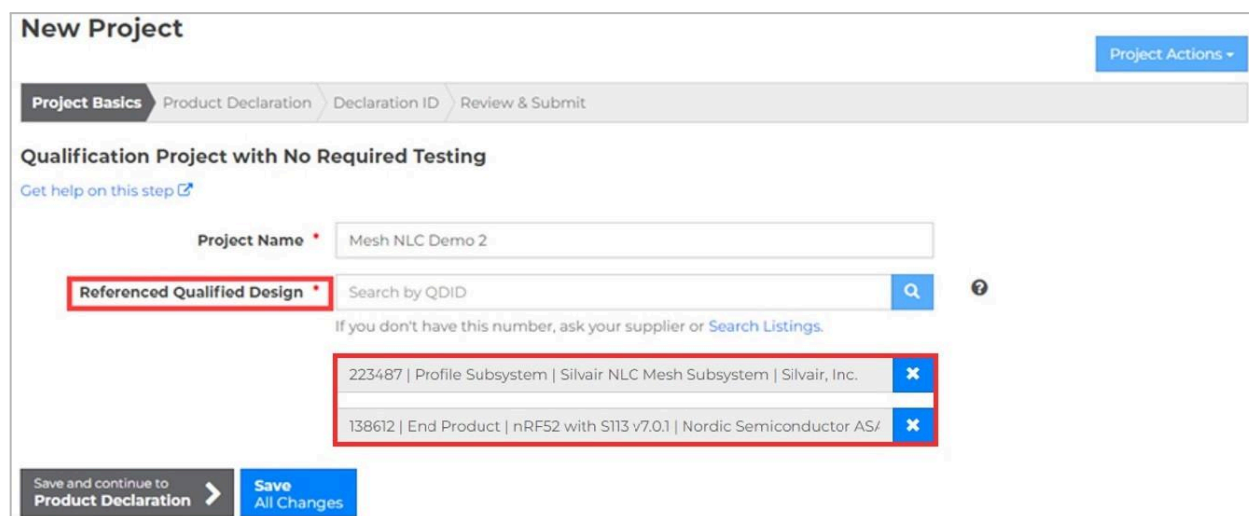 New Project
Project Actions
Project Basics Product Declaration Declaration ID Review & Submit
Qualification Project with No Required Testing
Get help on this step
Project Name * Mesh NLC Demo 2
Referenced Qualified Design * Search by QDID
If you don't have this number, ask your supplier or Search Listings.
223487 | Profile Subsystem | Silvair NLC Mesh Subsystem | Silvair, Inc.
138612 | End Product | nRF52 with S113 v7.0.1 | Nordic Semiconductor ASA
Save and continue to
Product Declaration
Save
All Changes